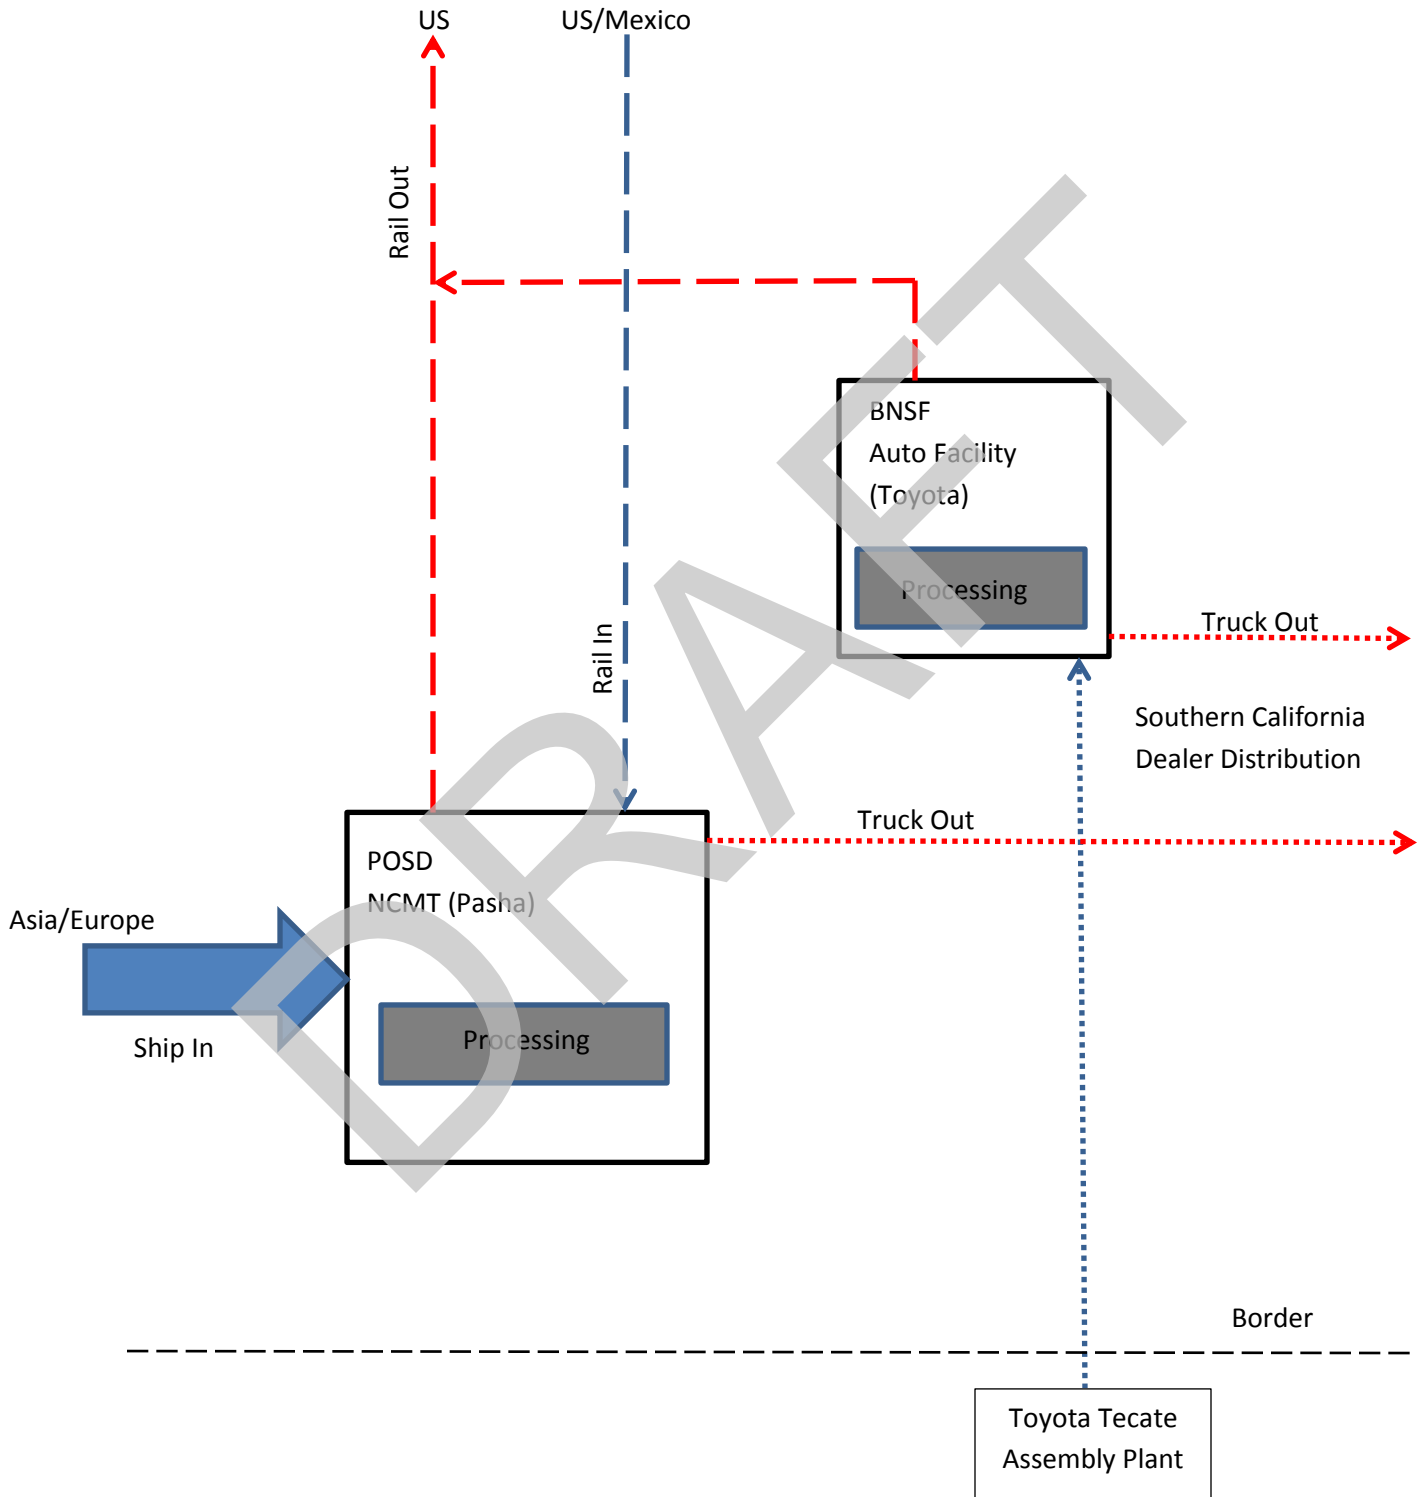 US
US/Mexico
Rail Out
BNSF
Auto Facility
(Toyota)
Processing
Truck Out
Rail In
Southern California
Dealer Distribution
Truck Out
POSD
NCMT (Pasha)
Asia/Europe
Processing
Ship In
Border
Toyota Tecate
Assembly Plant
DRAFT